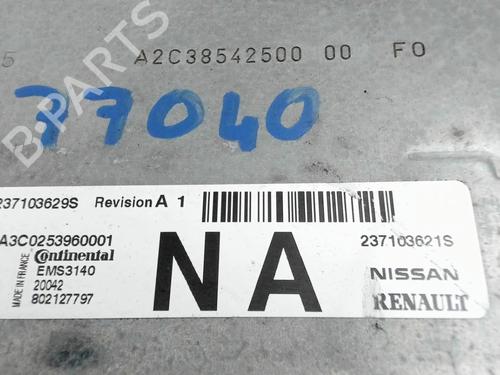 5 A2C38542500 00 F0
77040
B-PARTS
237103629S Revision A 1
A3C0253960001 237103621S
Continental
EMS3140
20042
802127797
MADE IN FRANCE
NA
NISSAN
RENAULT